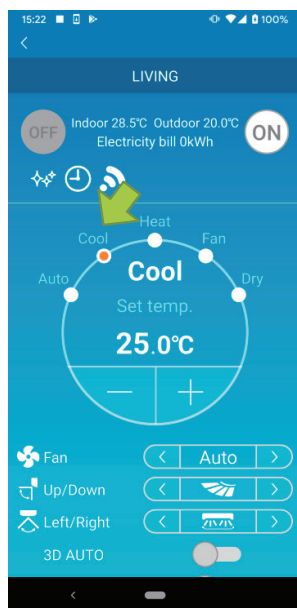 15:22 100%
LIVING
OFF Indoor 28.5℃ Outdoor 20.0℃ ON
Electricity bill 0kWh
Heat
Cool Fan
Auto Cool Dry
Set temp.
25.0℃
Fan Auto
Up/Down
Left/Right
3D AUTO